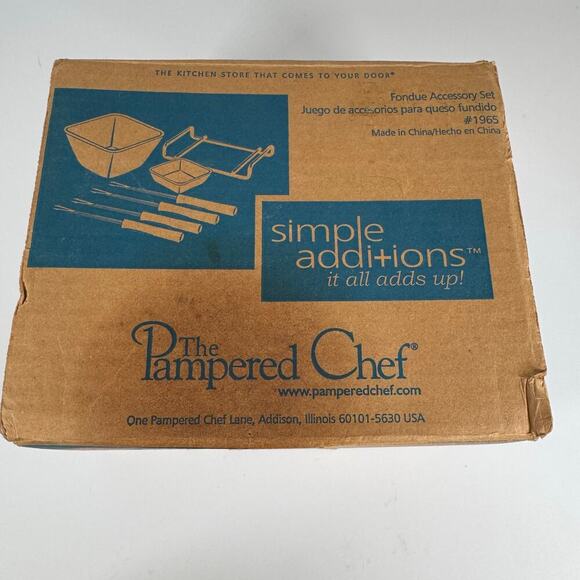 THE KITCHEN STORE THAT COMES TO YOUR DOOR®
Fondue Accessory Set
Juego de accesorios para queso fundido
#1965
Made in China/Hecho en China
simple
additions™
it all adds up!
The
Pampered Chef®
www.pamperedchef.com
One Pampered Chef Lane, Addison, Illinois 60101-5630 USA